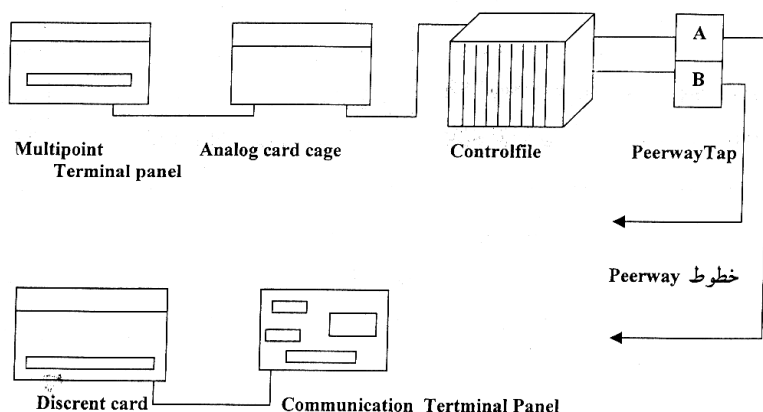 A
B
Multipoint
Terminal panel
Analog card cage
Controlfile
PeerwayTap
خطوط Peerway
Discrent card
Communication Tertminal Panel